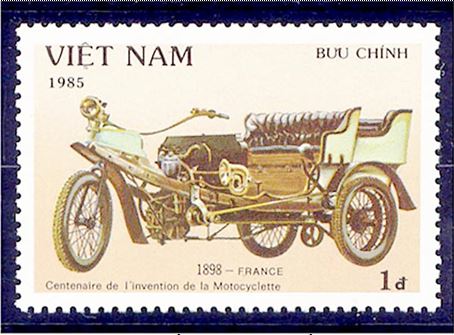 VIỆT NAM
BƯU CHÍNH
1985
1898 – FRANCE
Centenaire de l'invention de la Motocyclette
1đ